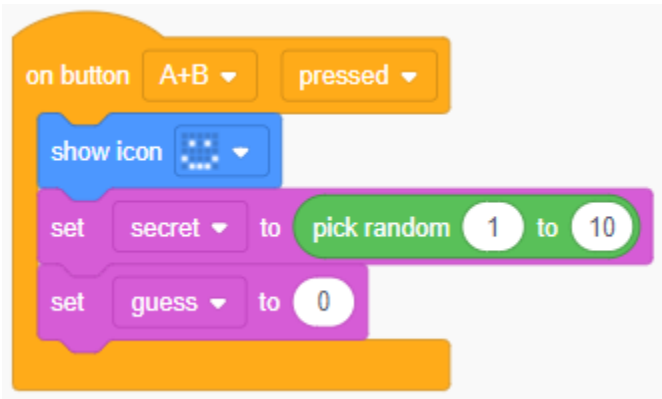 on button A+B pressed
show icon
set secret to pick random 1 to 10
set guess to 0